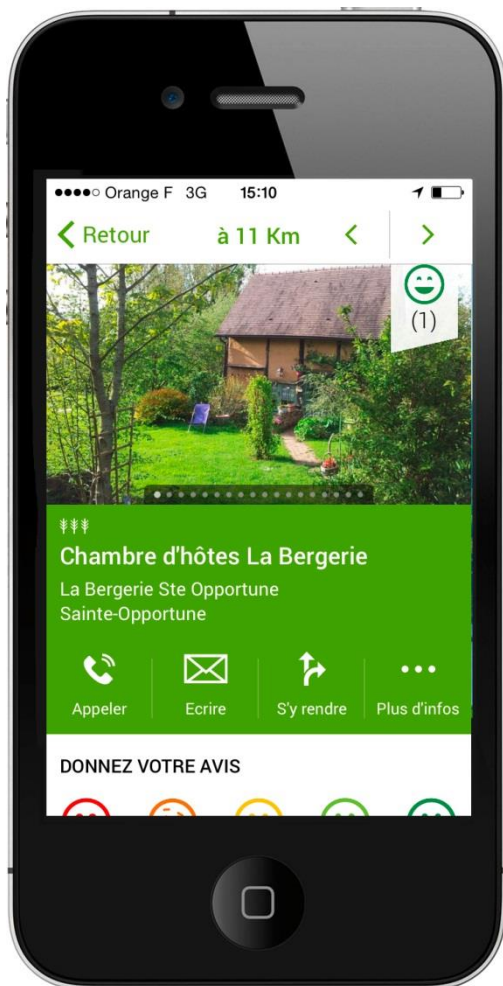 Orange F 3G 15:10
Retour à 11 Km
(1)
Chambre d'hôtes La Bergerie
La Bergerie Ste Opportune
Sainte-Opportune
Appeler Ecrire S'y rendre Plus d'infos
DONNEZ VOTRE AVIS